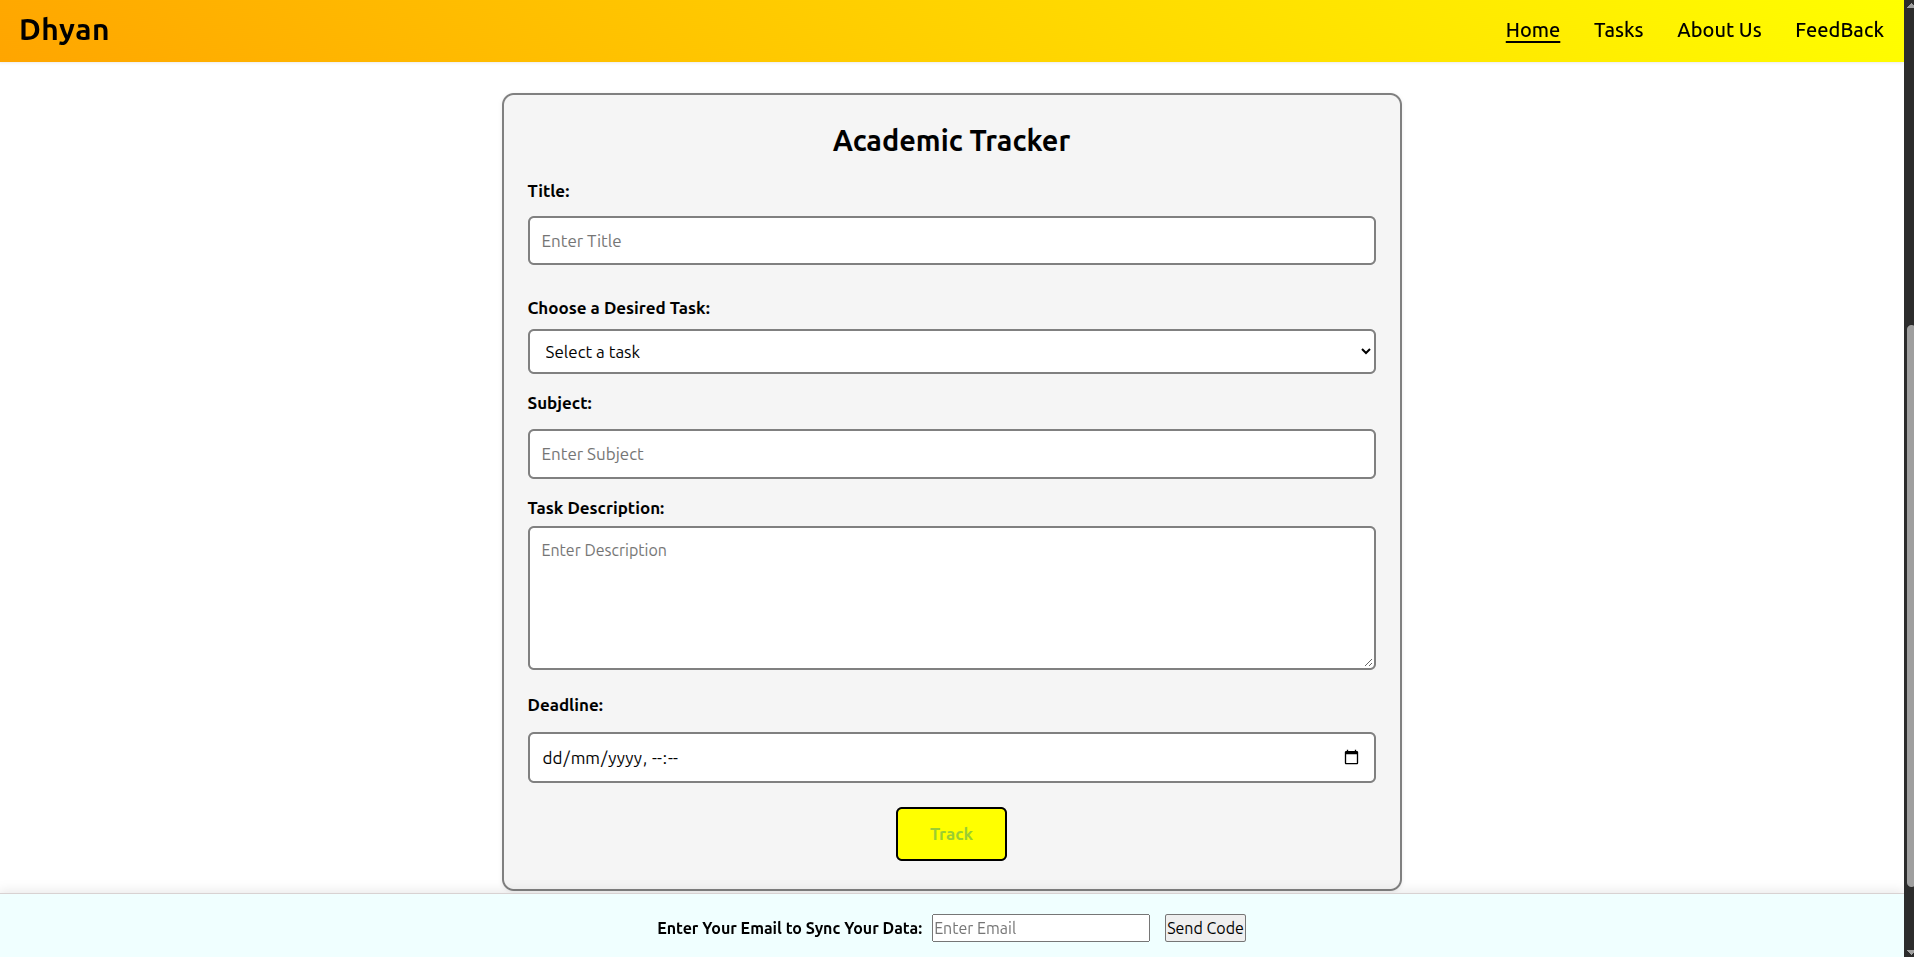 Dhyan
Home Tasks About Us FeedBack
Academic Tracker
Title:
Enter Title
Choose a Desired Task:
Select a task
Subject:
Enter Subject
Task Description:
Enter Description
Deadline:
dd/mm/yyyy, --:--
Track
Enter Your Email to Sync Your Data: Enter Email Send Code